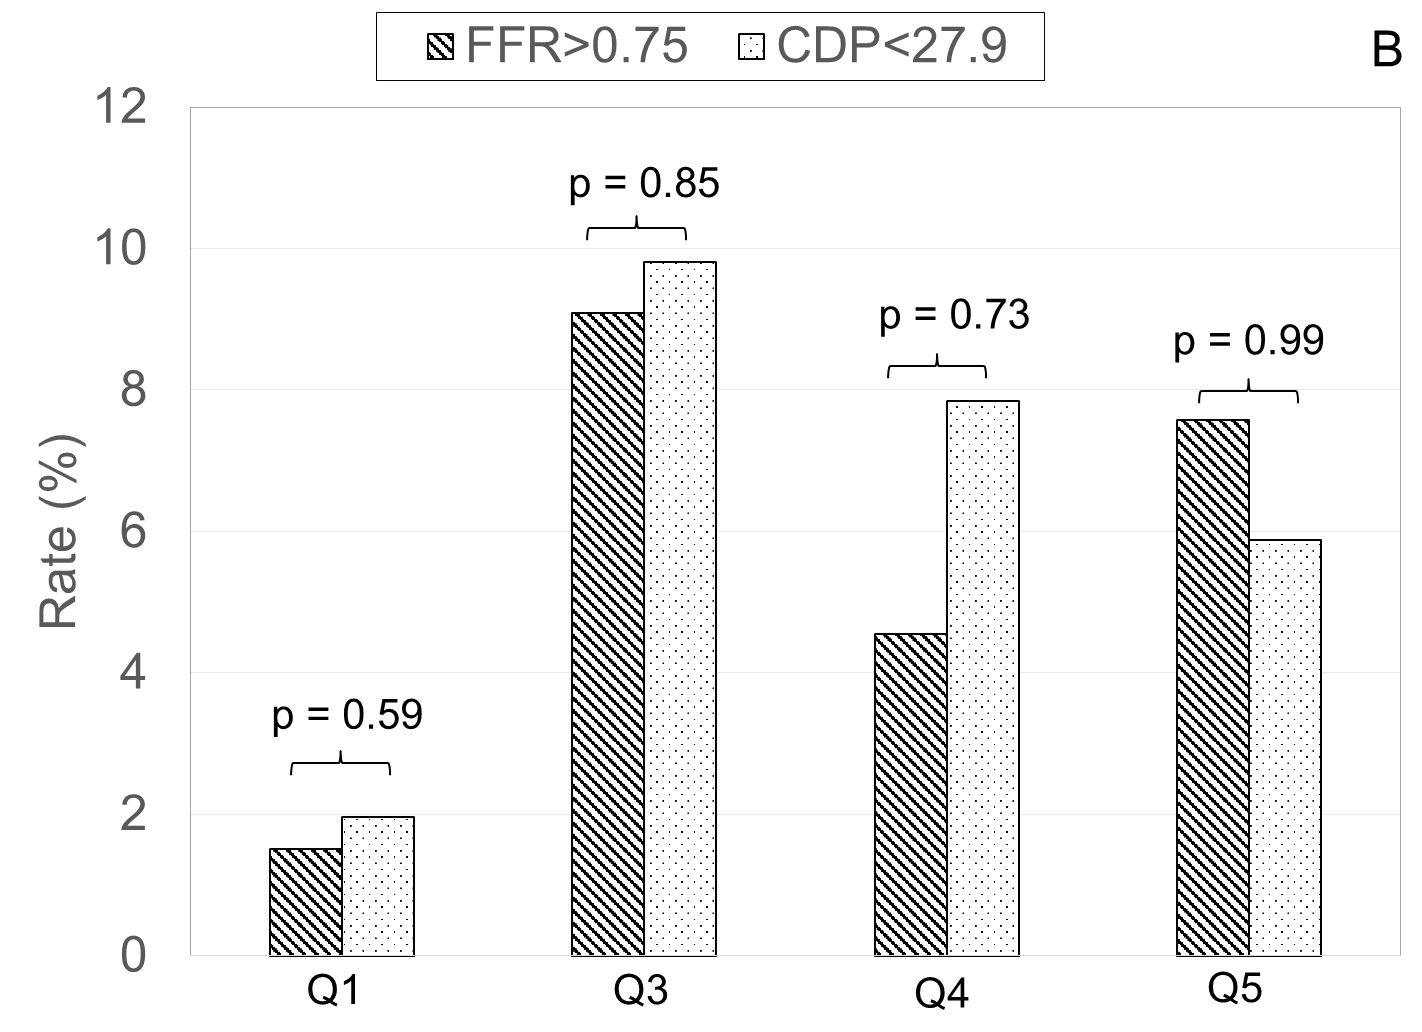 FFR>0.75 CDP<27.9
B
12
10
8
6
4
2
0
Rate (%)
p = 0.59
p = 0.85
p = 0.73
p = 0.99
Q1 Q3 Q4 Q5